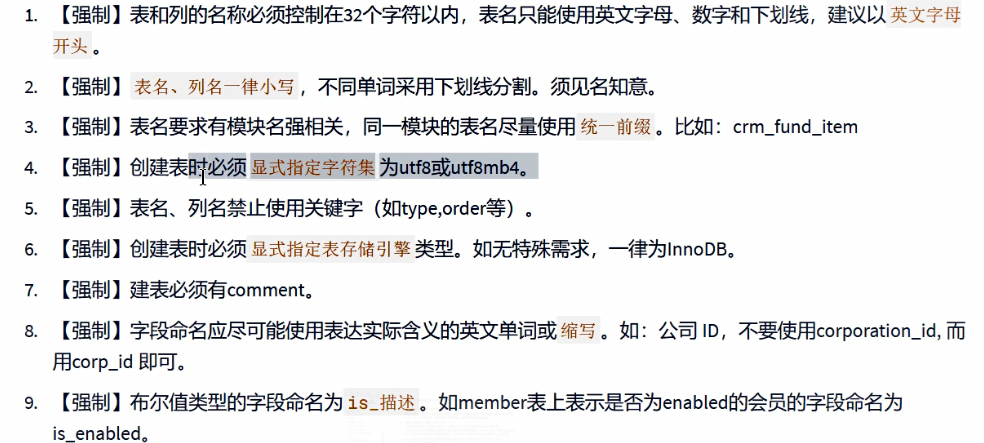 1. 【强制】表和列的名称必须控制在32个字符以内，表名只能使用英文字母、数字和下划线，建议以 英文字母
开头 。
2. 【强制】 表名、列名一律小写 ，不同单词采用下划线分割。须见名知意。
3. 【强制】表名要求有模块名强相关，同一模块的表名尽量使用 统一前缀 。比如：crm_fund_item
4. 【强制】创建表时必须 显式指定字符集 为utf8或utf8mb4。
5. 【强制】表名、列名禁止使用关键字（如type,order等）。
6. 【强制】创建表时必须 显式指定表存储引擎 类型。如无特殊需求，一律为InnoDB。
7. 【强制】建表必须有comment。
8. 【强制】字段命名应尽可能使用表达实际含义的英文单词或 缩写 。如：公司 ID，不要使用corporation_id, 而
用corp_id 即可。
9. 【强制】布尔值类型的字段命名为 is_描述 。如member表上表示是否为enabled的会员的字段命名为
is_enabled。